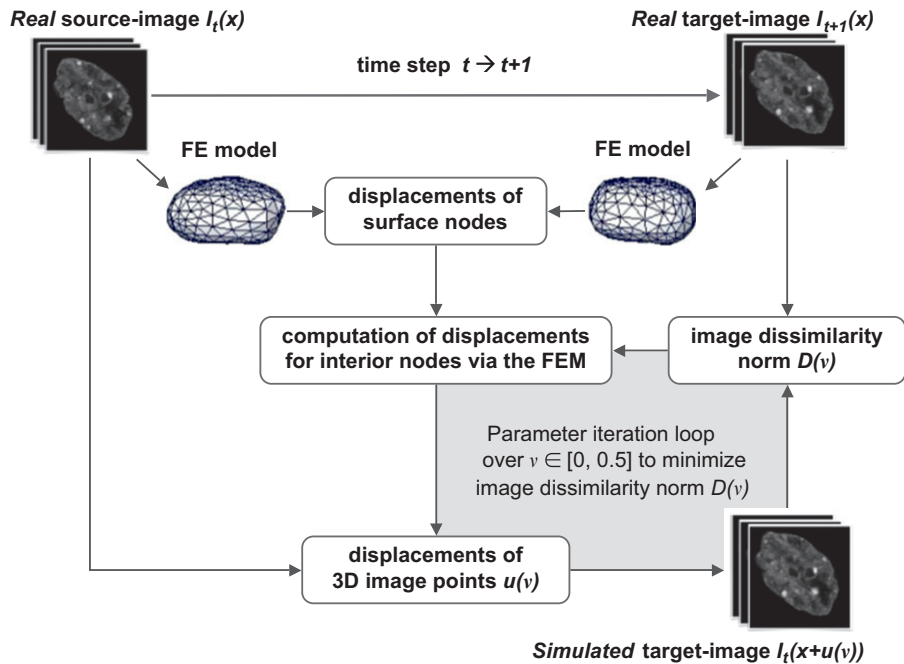 Real source-image I_t(x)
Real target-image I_{t+1}(x)
time step t → t+1
FE model
FE model
displacements of
surface nodes
computation of displacements
for interior nodes via the FEM
image dissimilarity
norm D(ν)
Parameter iteration loop
over ν ∈ [0, 0.5] to minimize
image dissimilarity norm D(ν)
displacements of
3D image points u(ν)
Simulated target-image I_t(x+u(ν))